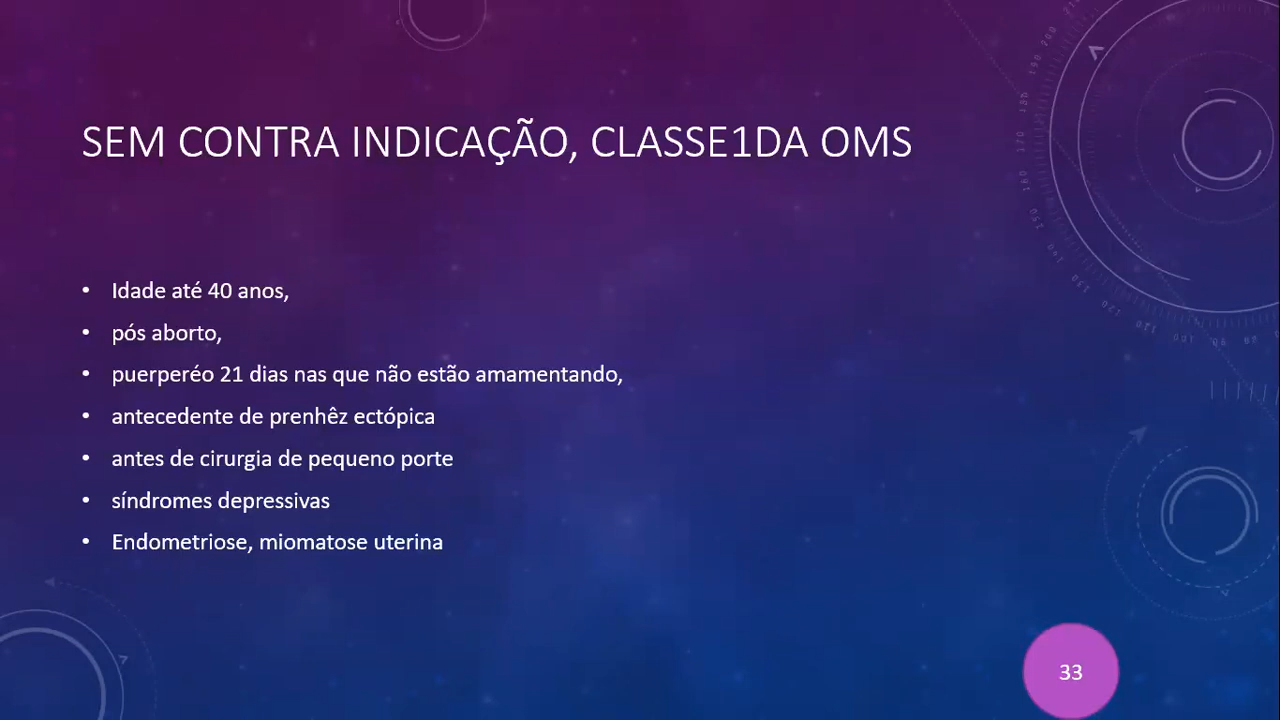 SEM CONTRA INDICAÇÃO, CLASSE1DA OMS
• Idade até 40 anos,
• pós aborto,
• puerperéo 21 dias nas que não estão amamentando,
• antecedente de prenhêz ectópica
• antes de cirurgia de pequeno porte
• síndromes depressivas
• Endometriose, miomatose uterina
33